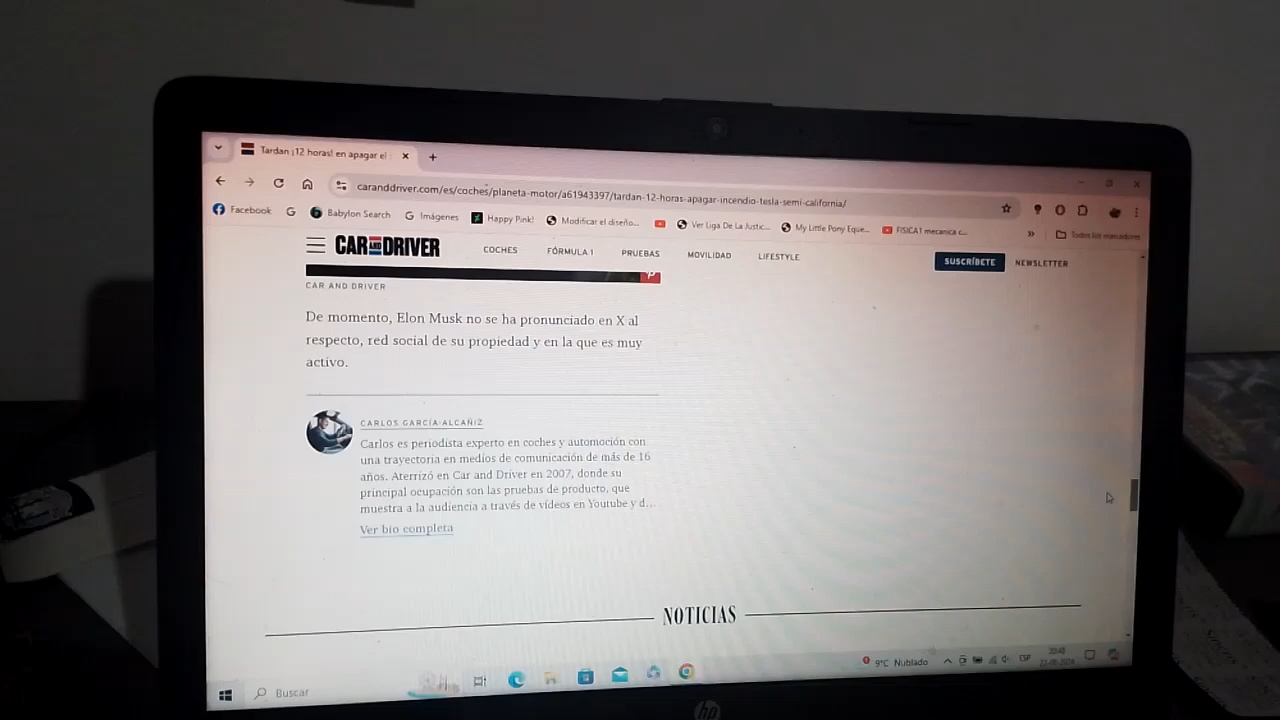 Tardan ¡12 horas! en apagar el
caranddriver.com/es/coches/planeta-motor/a61943397/tardan-12-horas-apagar-incendio-tesla-semi-california/
Facebook
Babylon Search
Imágenes
Happy Pink!
Modificar el diseño...
Ver Liga De La Justic...
My Little Pony Eque...
FISICA1 mecanica c...
Todos los marcadores
CAR AND DRIVER
COCHES
FÓRMULA 1
PRUEBAS
MOVILIDAD
LIFESTYLE
SUSCRÍBETE
NEWSLETTER
CAR AND DRIVER
De momento, Elon Musk no se ha pronunciado en X al
respecto, red social de su propiedad y en la que es muy
activo.
CARLOS GARCÍA-ALCAÑIZ
Carlos es periodista experto en coches y automoción con
una trayectoria en medios de comunicación de más de 16
años. Aterrizó en Car and Driver en 2007, donde su
principal ocupación son las pruebas de producto, que
muestra a la audiencia a través de vídeos en Youtube y d...
Ver bio completa
NOTICIAS
Buscar
9°C Nublado
ESP
20:48
22-08-2024
hp